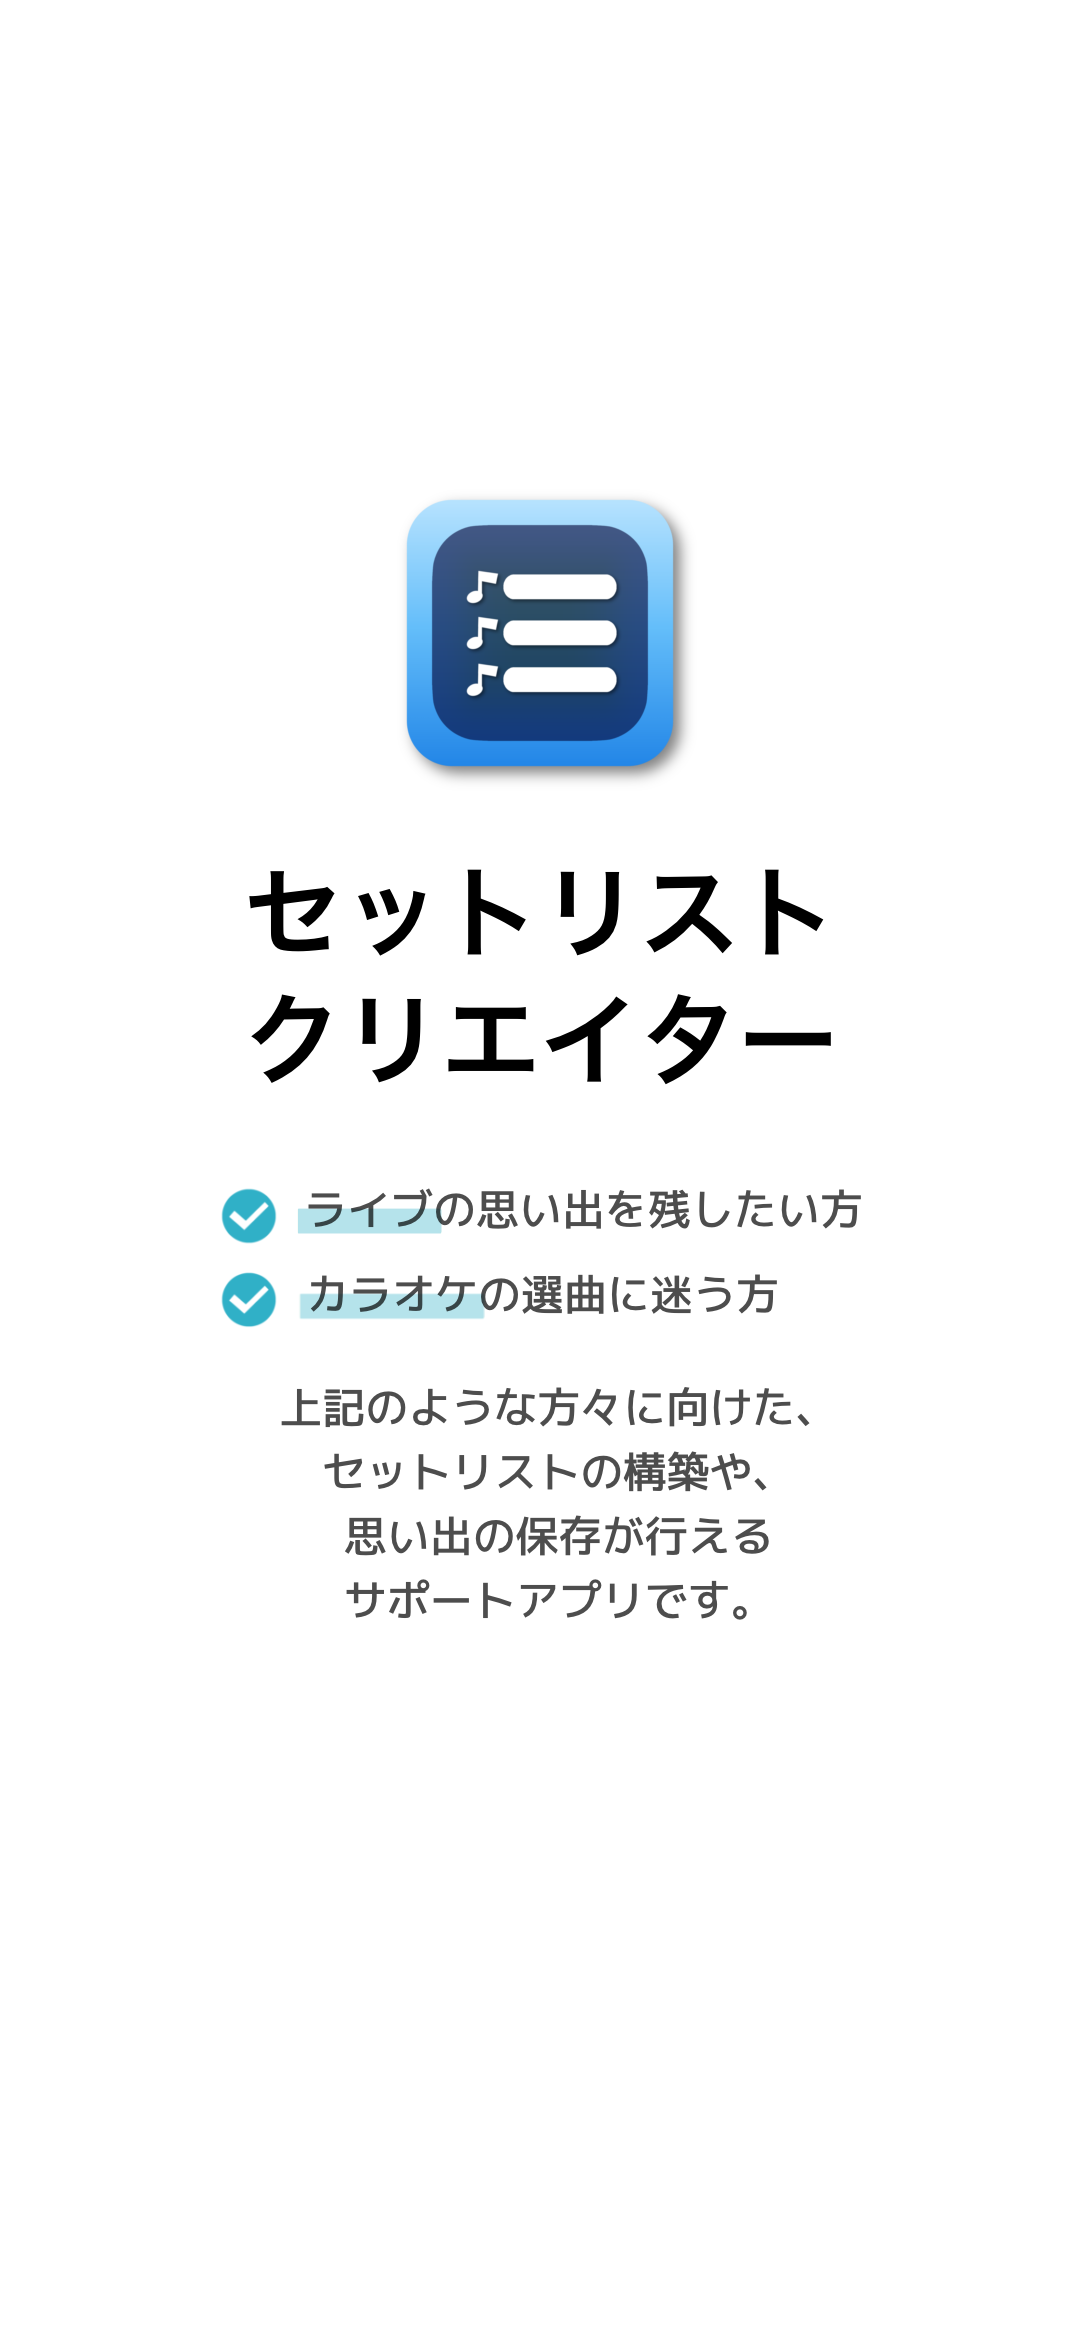 セットリスト
クリエイター
ライブの思い出を残したい方
カラオケの選曲に迷う方
上記のような方々に向けた、
セットリストの構築や、
思い出の保存が行える
サポートアプリです。